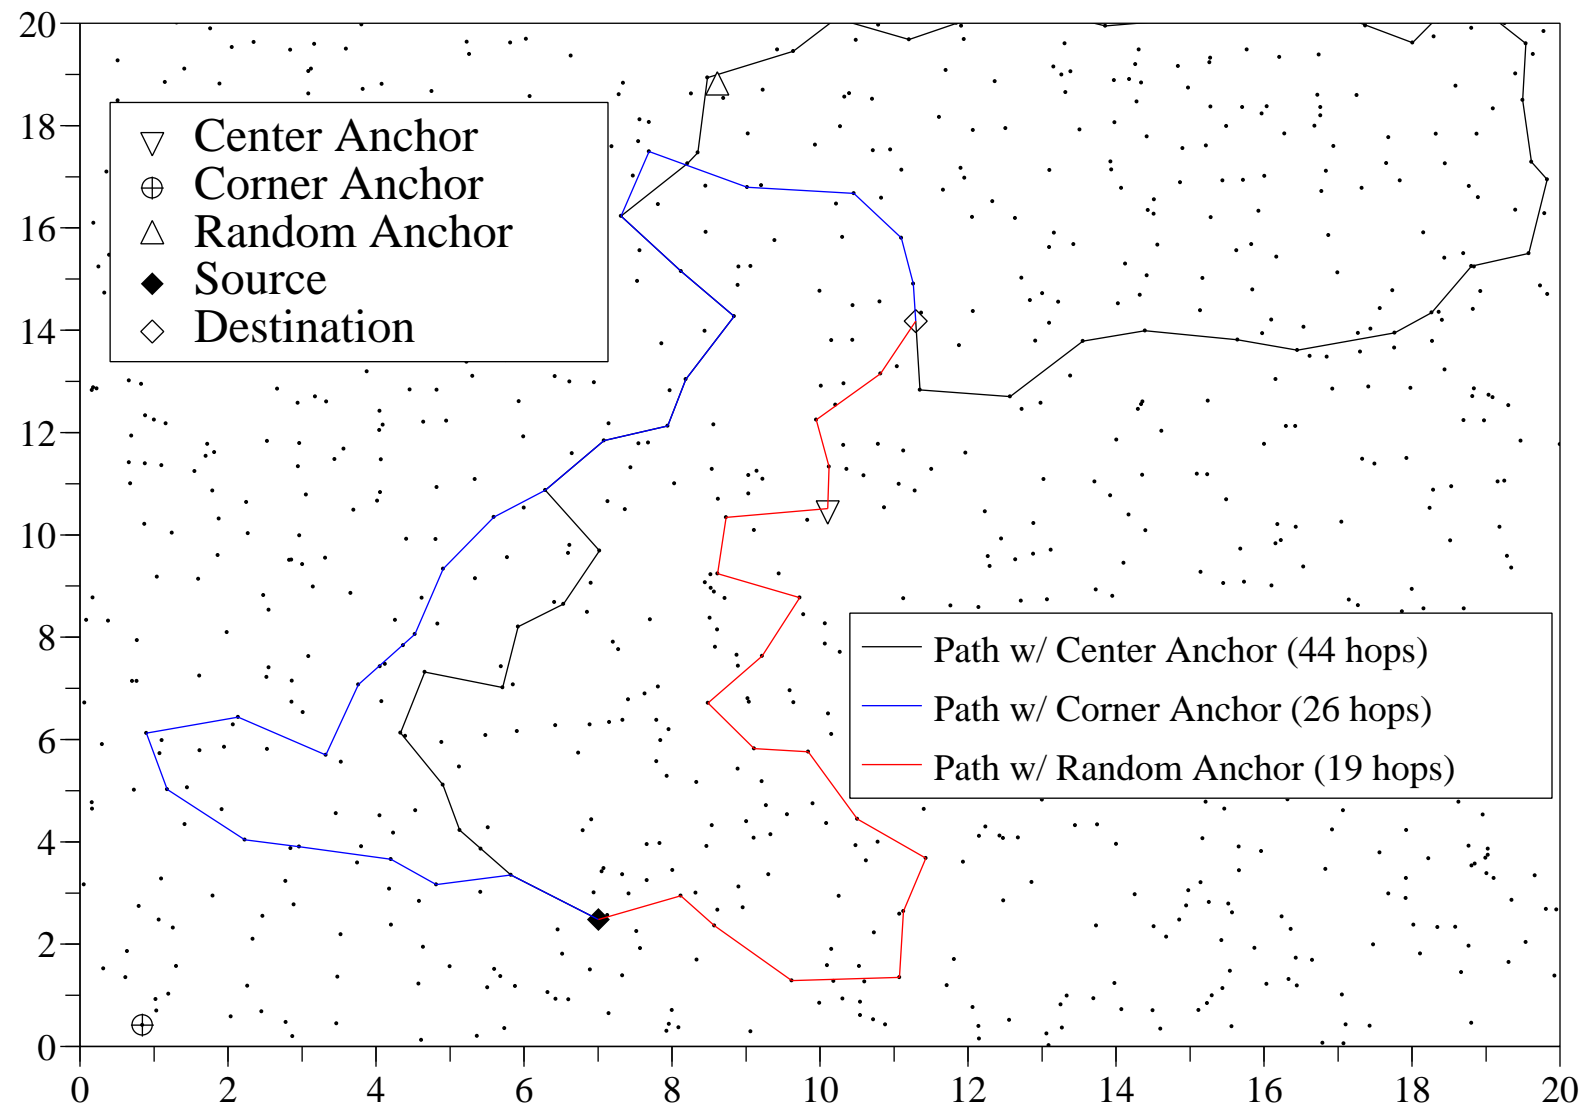 20
18
16
14
12
10
8
6
4
2
0
Center Anchor
Corner Anchor
Random Anchor
Source
Destination
Path w/ Center Anchor (44 hops)
Path w/ Corner Anchor (26 hops)
Path w/ Random Anchor (19 hops)
0 2 4 6 8 10 12 14 16 18 20